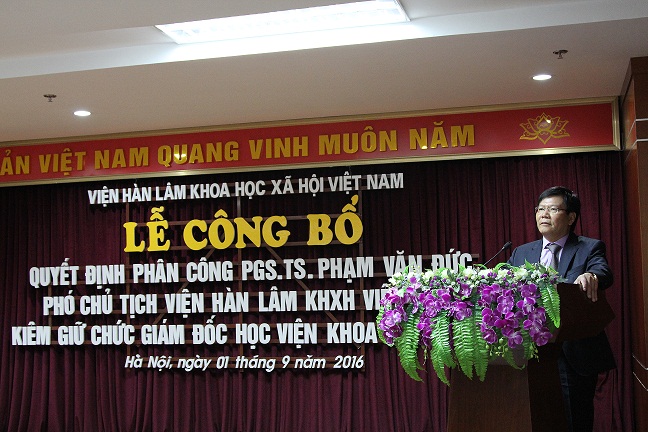 ẢN VIỆT NAM QUANG VINH MUÔN NĂM
VIỆN HÀN LÂM KHOA HỌC XÃ HỘI VIỆT NAM
LỄ CÔNG BỐ
QUYẾT ĐỊNH PHÂN CÔNG PGS.TS. PHẠM VĂN ĐỨC
PHÓ CHỦ TỊCH VIỆN HÀN LÂM KHXH VIỆ
KIÊM GIỮ CHỨC GIÁM ĐỐC HỌC VIỆN KHOA
Hà Nội, ngày 01 tháng 9 năm 2016